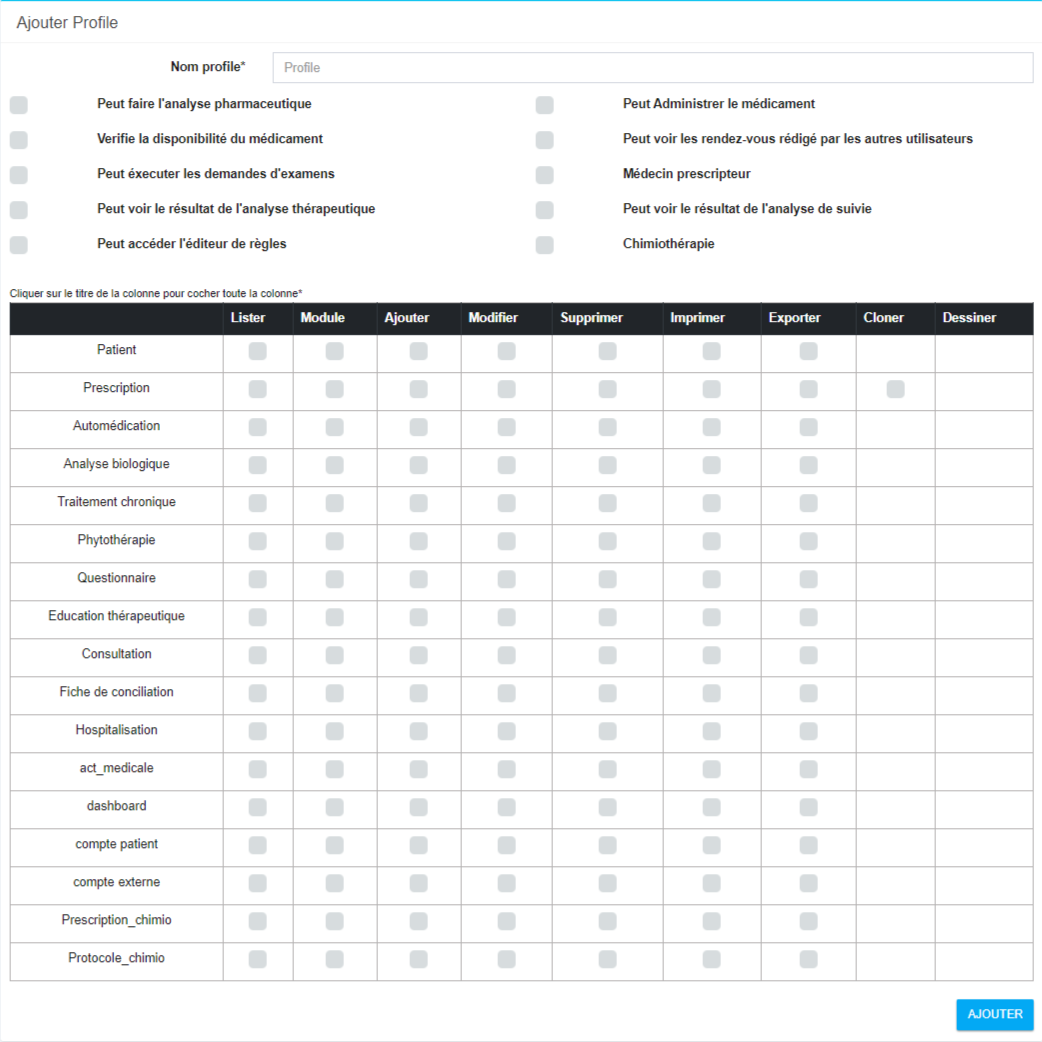 Ajouter Profile
Nom profile* Profile
Peut faire l'analyse pharmaceutique Peut Administrer le médicament
Verifie la disponibilité du médicament Peut voir les rendez-vous rédigé par les autres utilisateurs
Peut éxecuter les demandes d'examens Médecin prescripteur
Peut voir le résultat de l'analyse thérapeutique Peut voir le résultat de l'analyse de suivie
Peut accéder l'éditeur de règles Chimiothérapie
Cliquer sur le titre de la colonne pour cocher toute la colonne*
Lister Module Ajouter Modifier Supprimer Imprimer Exporter Cloner Dessiner
Patient
Prescription
Automédication
Analyse biologique
Traitement chronique
Phytothérapie
Questionnaire
Education thérapeutique
Consultation
Fiche de conciliation
Hospitalisation
act_medicale
dashboard
compte patient
compte externe
Prescription_chimio
Protocole_chimio
AJOUTER